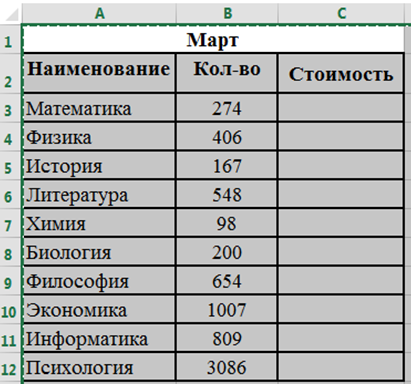 A B C
1 Март
2 Наименование Кол-во Стоимость
3 Математика 274
4 Физика 406
5 История 167
6 Литература 548
7 Химия 98
8 Биология 200
9 Философия 654
10 Экономика 1007
11 Информатика 809
12 Психология 3086